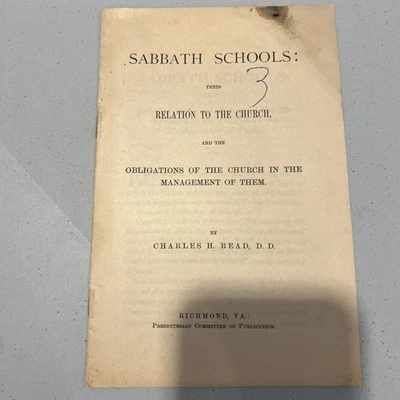 SABBATH SCHOOLS:
THEIR
3
RELATION TO THE CHURCH,
AND THE
OBLIGATIONS OF THE CHURCH IN THE
MANAGEMENT OF THEM.
BY
CHARLES H. READ, D. D.
RICHMOND, VA.:
PRESBYTERIAN COMMITTEE OF PUBLICATION.